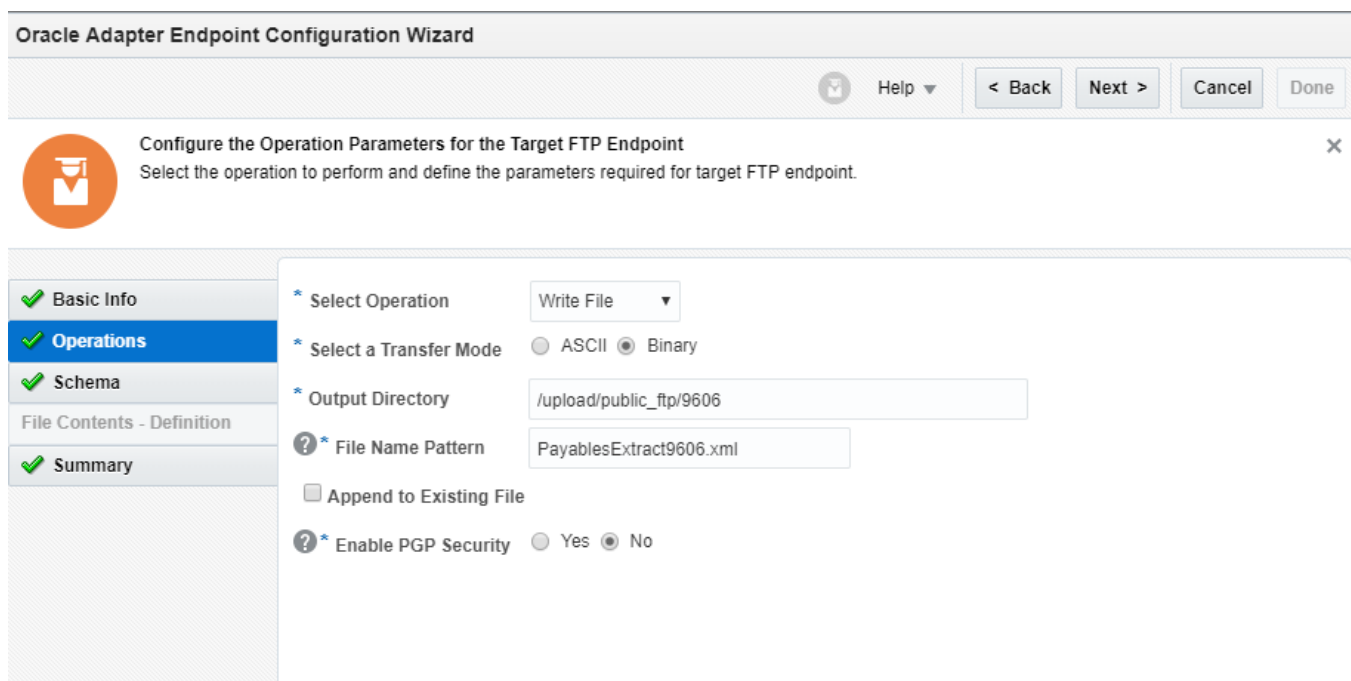 Oracle Adapter Endpoint Configuration Wizard
Help < Back Next > Cancel Done
Configure the Operation Parameters for the Target FTP Endpoint
Select the operation to perform and define the parameters required for target FTP endpoint.
Basic Info
Operations
Schema
File Contents - Definition
Summary
* Select Operation Write File
* Select a Transfer Mode ASCII Binary
* Output Directory /upload/public_ftp/9606
* File Name Pattern PayablesExtract9606.xml
Append to Existing File
* Enable PGP Security Yes No